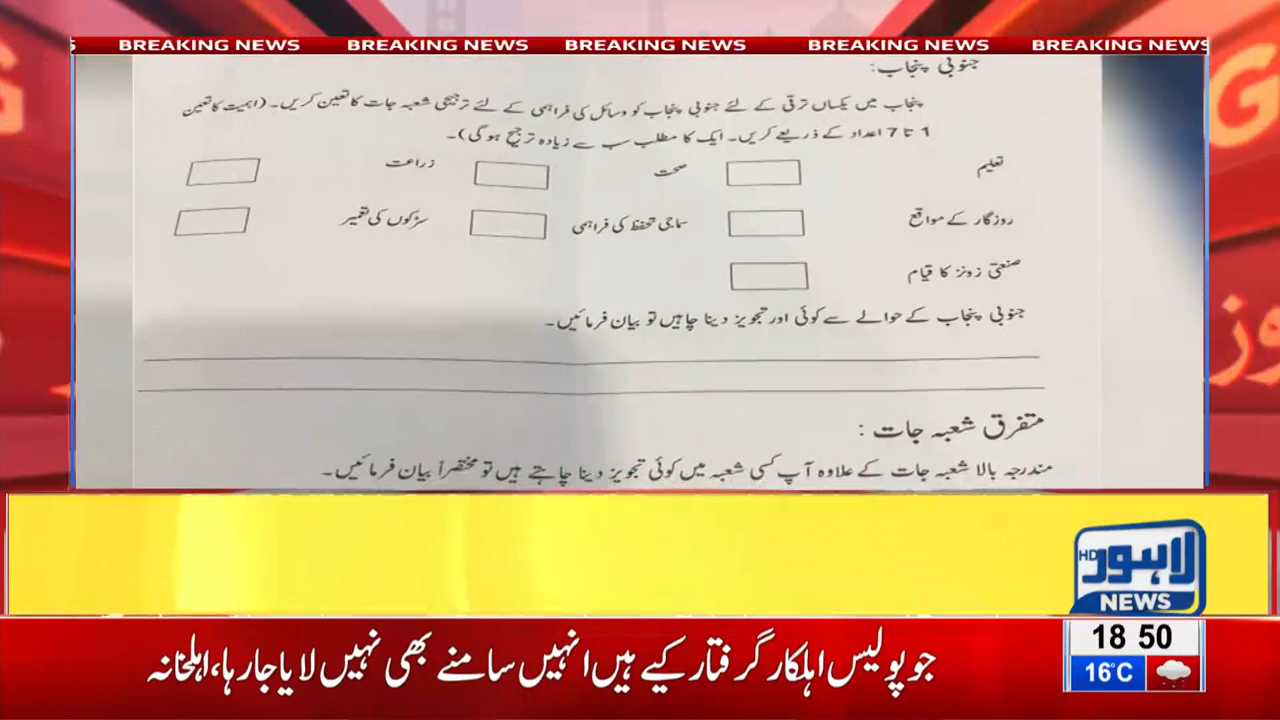 BREAKING NEWS BREAKING NEWS BREAKING NEWS BREAKING NEWS BREAKING NEWS
جنوبی پنجاب:
پنجاب میں یکساں ترقی کے لئے جنوبی پنجاب کو وسائل کی فراہمی کے لئے ترجیحی شعبہ جات کا تعین کریں۔ (اہمیت کا تعین
1 تا 7 اعداد کے ذریعے کریں۔ ایک کا مطلب سب سے زیادہ ترجیح ہوگی)۔
تعلیم صحت زراعت
روزگار کے مواقع سماجی تحفظ کی فراہمی سڑکوں کی تعمیر
صنعتی زونز کا قیام
جنوبی پنجاب کے حوالے سے کوئی اور تجویز دینا چاہیں تو بیان فرمائیں۔
متفرق شعبہ جات:
مندرجہ بالا شعبہ جات کے علاوہ آپ کسی شعبہ میں کوئی تجویز دینا چاہتے ہیں تو مختصراً بیان فرمائیں۔
لاہور HD
NEWS
18 50
16°C
جو پولیس اہلکار گرفتار کیے ہیں انہیں سامنے بھی نہیں لایا جا رہا، اہلخانہ